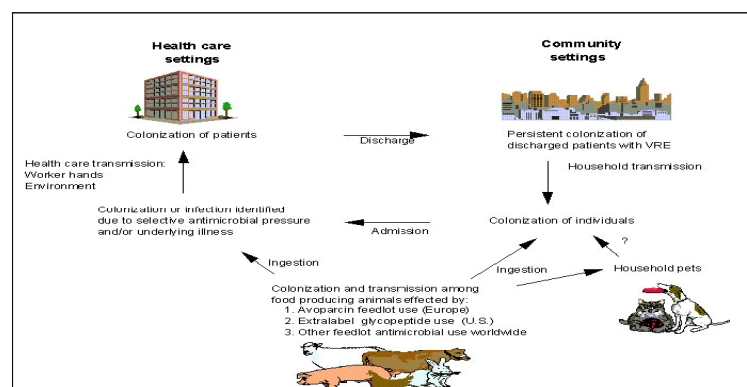 Health care
settings
Community
settings
Colonization of patients
Discharge
Persistent colonization of
discharged patients with VRE
Health care transmission:
Worker hands
Environment
Household transmission
Colonization or infection identified
due to selective antimicrobial pressure
and/or underlying illness
Admission
Colonization of individuals
?
Ingestion
Ingestion
Household pets
Colonization and transmission among
food producing animals effected by:
1. Avoparcin feedlot use (Europe)
2. Extralabel glycopeptide use (U.S.)
3. Other feedlot antimicrobial use worldwide